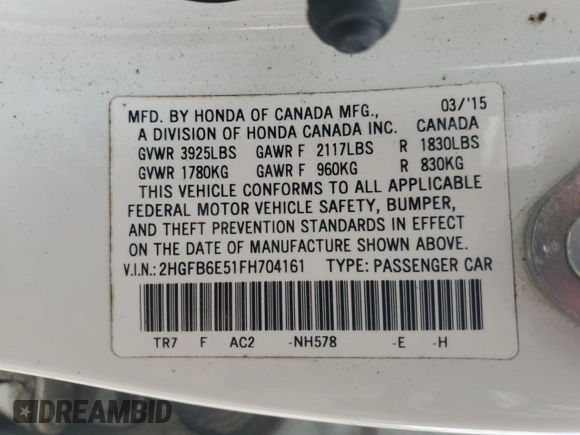 MFD. BY HONDA OF CANADA MFG., 03/'15
A DIVISION OF HONDA CANADA INC. CANADA
GVWR 3925LBS GAWR F 2117LBS R 1830LBS
GVWR 1780KG GAWR F 960KG R 830KG
THIS VEHICLE CONFORMS TO ALL APPLICABLE
FEDERAL MOTOR VEHICLE SAFETY, BUMPER,
AND THEFT PREVENTION STANDARDS IN EFFECT
ON THE DATE OF MANUFACTURE SHOWN ABOVE.
V.I.N.: 2HGFB6E51FH704161 TYPE: PASSENGER CAR
TR7 F AC2 -NH578 -E -H
DREAMBID